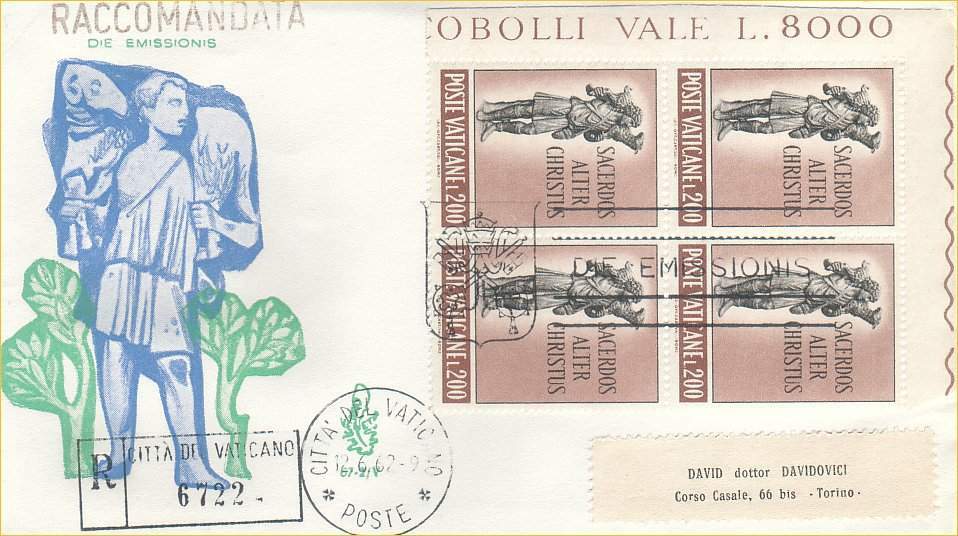 RACCOMANDATA
DIE EMISSIONIS
COBOLLI VALE L. 8000
POSTE VATICANE L.200
SACERDOS
ALTER
CHRISTUS
POSTE VATICANE L.200
SACERDOS
ALTER
CHRISTUS
POSTE VATICANE L.200
SACERDOS
ALTER
CHRISTUS
POSTE VATICANE L.200
SACERDOS
ALTER
CHRISTUS
DIE EMISSIONIS
R
CITTÀ DEL VATICANO
6722
CITTA' DEL VATICANO
POSTE
DAVID dottor DAVIDOVICI
Corso Casale, 66 bis - Torino -